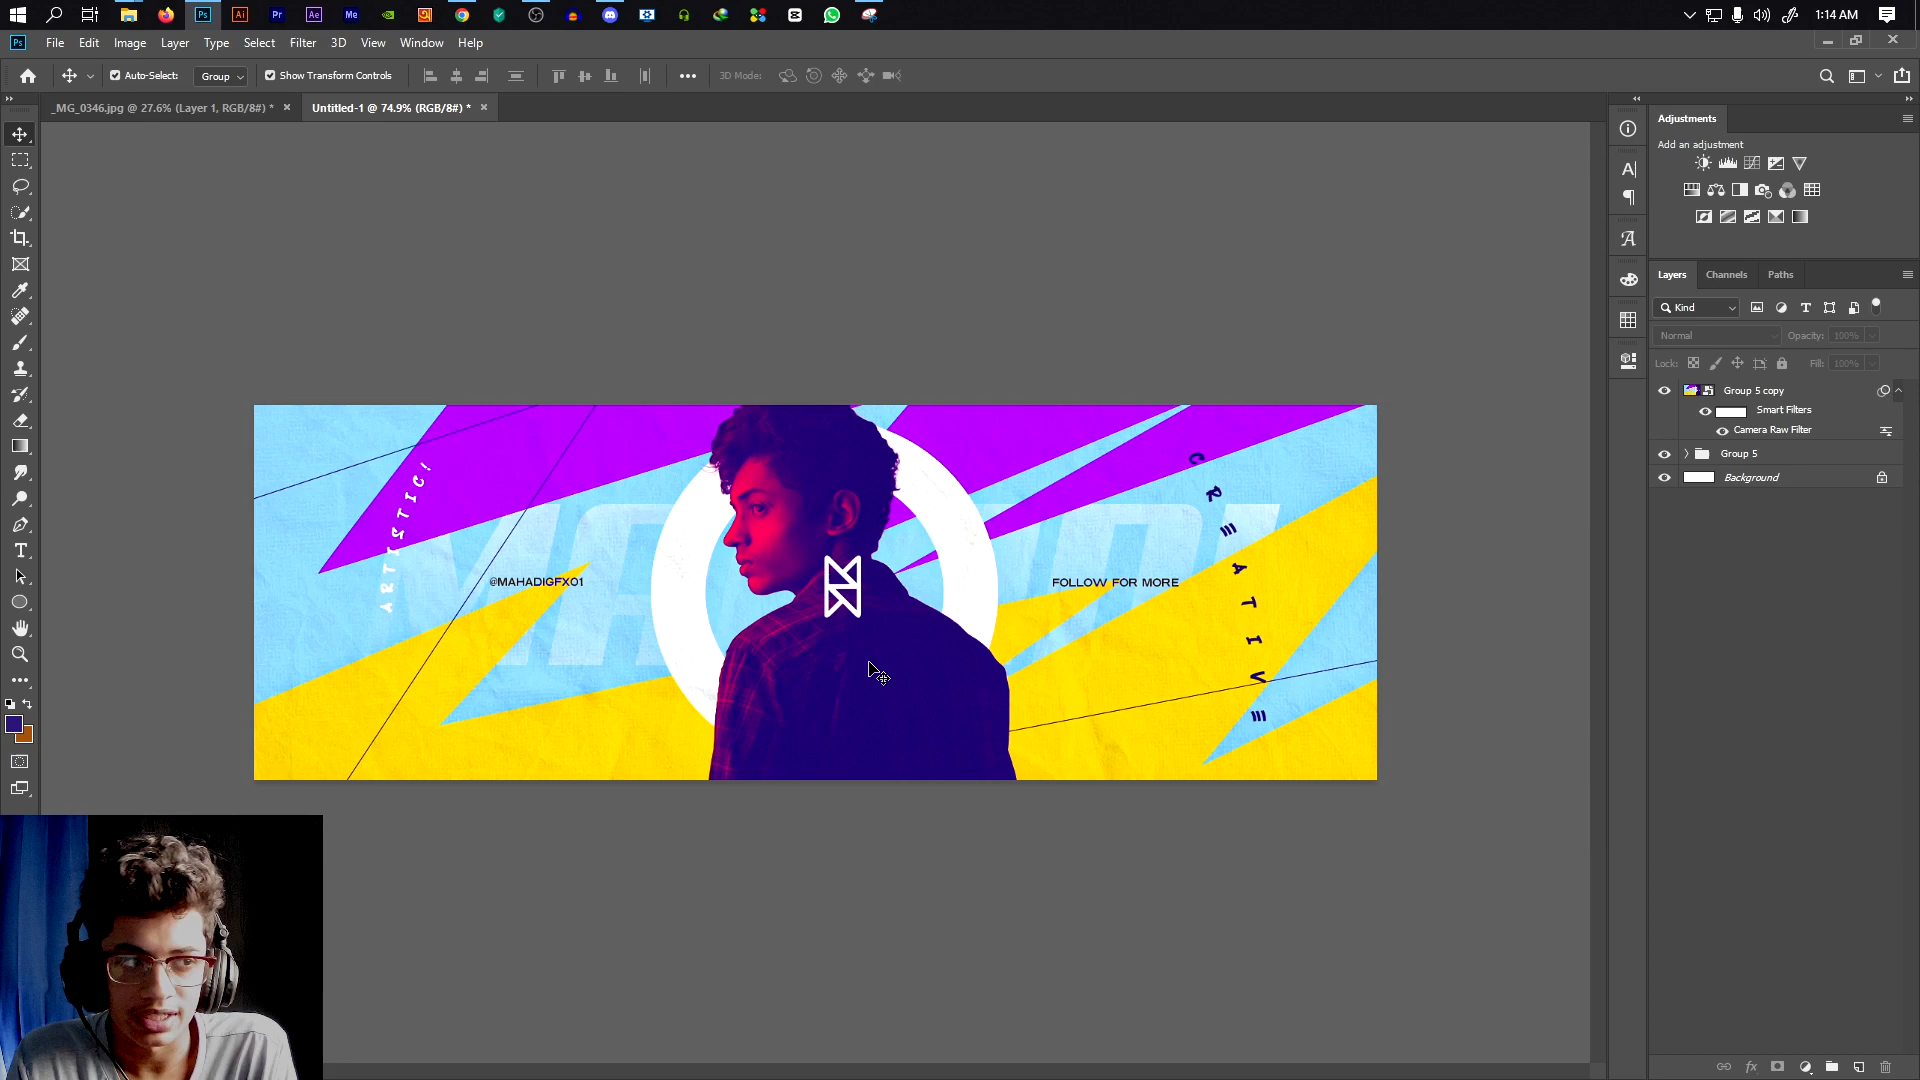 1:14 AM
File Edit Image Layer Type Select Filter 3D View Window Help
Auto-Select: Group Show Transform Controls 3D Mode:
_MG_0346.jpg @ 27.6% (Layer 1, RGB/8#) * Untitled-1 @ 74.9% (RGB/8#) *
Adjustments
Add an adjustment
Layers Channels Paths
Kind
Normal Opacity: 100%
Lock: Fill: 100%
Group 5 copy
Smart Filters
Camera Raw Filter
Group 5
Background
ARTISTIC!
@MAHADIGFX01
FOLLOW FOR MORE
CREATIVE